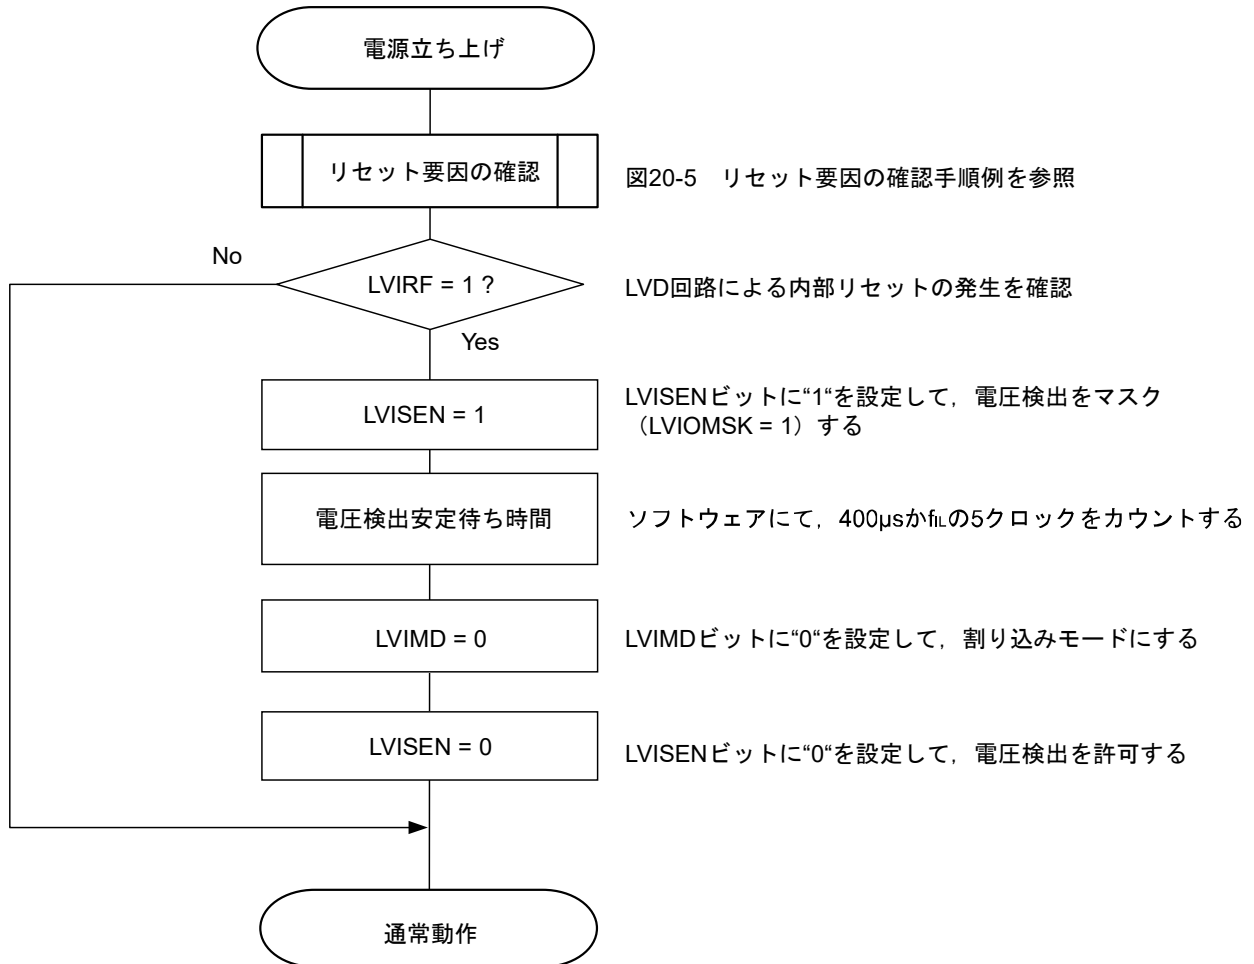 電源立ち上げ
リセット要因の確認
図20-5　リセット要因の確認手順例を参照
No
LVIRF = 1 ?
LVD回路による内部リセットの発生を確認
Yes
LVISEN = 1
LVISENビットに“1“を設定して，電圧検出をマスク
（LVIOMSK = 1）する
電圧検出安定待ち時間
ソフトウェアにて，400μsかfILの5クロックをカウントする
LVIMD = 0
LVIMDビットに“0“を設定して，割り込みモードにする
LVISEN = 0
LVISENビットに“0“を設定して，電圧検出を許可する
通常動作